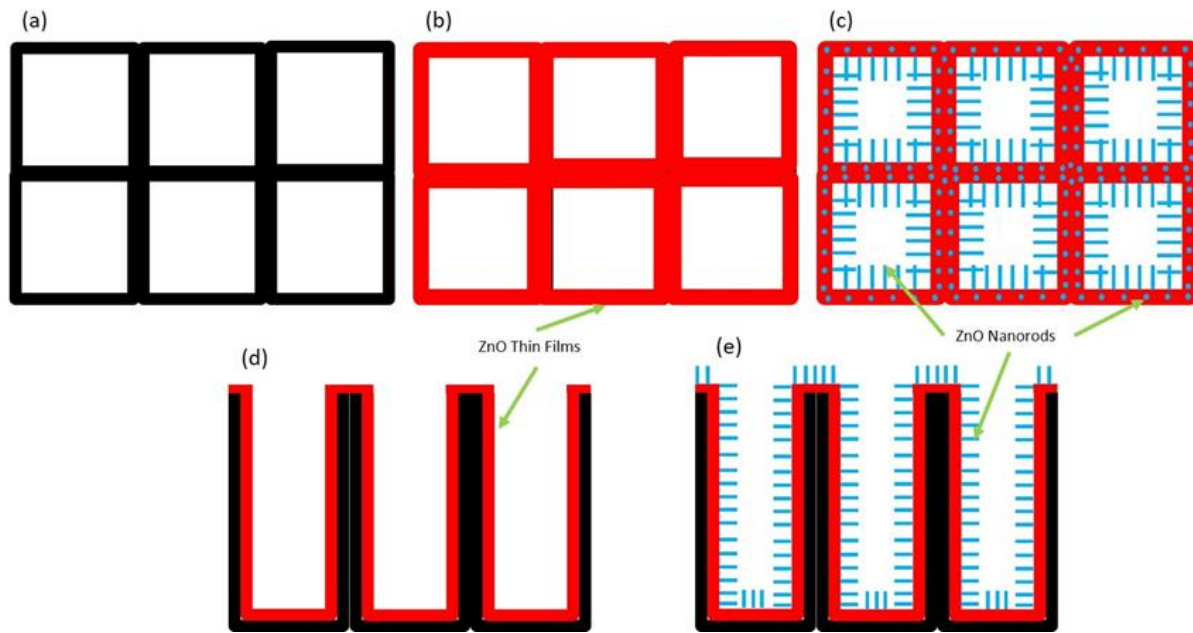 (a)
(b)
(c)
ZnO Thin Films
ZnO Nanorods
(d)
(e)